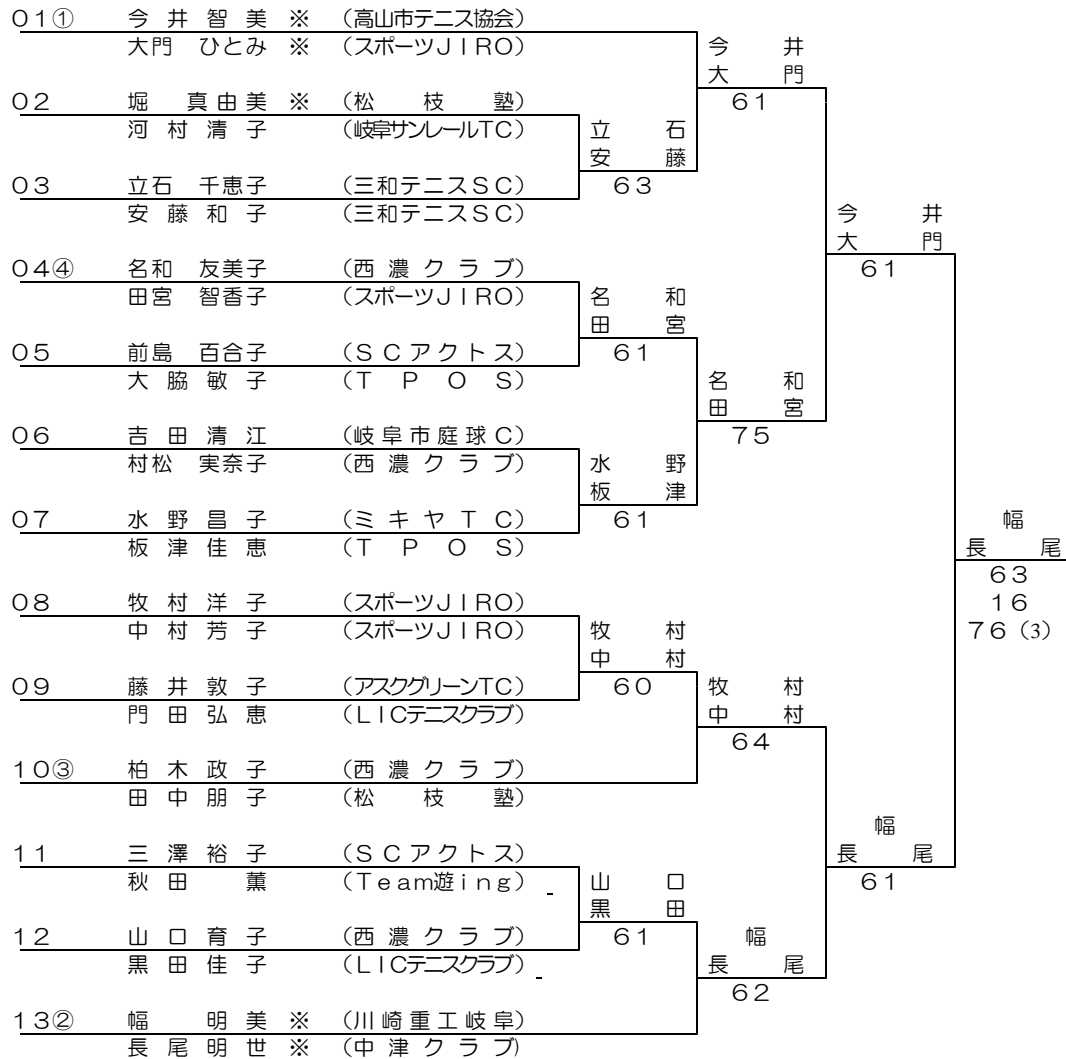 01① 今井智美 ※ (高山市テニス協会)
大門 ひとみ ※ (スポーツJIRO)
今井
大門
02 堀 真由美 ※ (松枝塾)
61
河村清子 (岐阜サンレールTC)
立石
安藤
03 立石 千恵子 (三和テニスSC)
63
安藤和子 (三和テニスSC)
今井
大門
04④ 名和 友美子 (西濃クラブ)
61
田宮 智香子 (スポーツJIRO)
名和
田宮
05 前島 百合子 (SCアクトス)
61
大脇敏子 (TPOS)
名和
田宮
06 吉田清江 (岐阜市庭球C)
75
村松 実奈子 (西濃クラブ)
水野
板津
07 水野昌子 (ミキヤTC)
61
板津佳恵 (TPOS)
幅
長尾
63
16
76(3)
08 牧村洋子 (スポーツJIRO)
中村芳子 (スポーツJIRO)
牧村
中村
09 藤井敦子 (アスクグリーンTC)
60
門田弘恵 (LICテニスクラブ)
牧村
中村
64
10③ 柏木政子 (西濃クラブ)
田中朋子 (松枝塾)
幅
長尾
11 三澤裕子 (SCアクトス)
61
秋田薫 (Team遊ing)
山口
黒田
12 山口育子 (西濃クラブ)
61
黒田佳子 (LICテニスクラブ)
幅
長尾
62
13② 幅 明美 ※ (川崎重工岐阜)
長尾明世 ※ (中津クラブ)